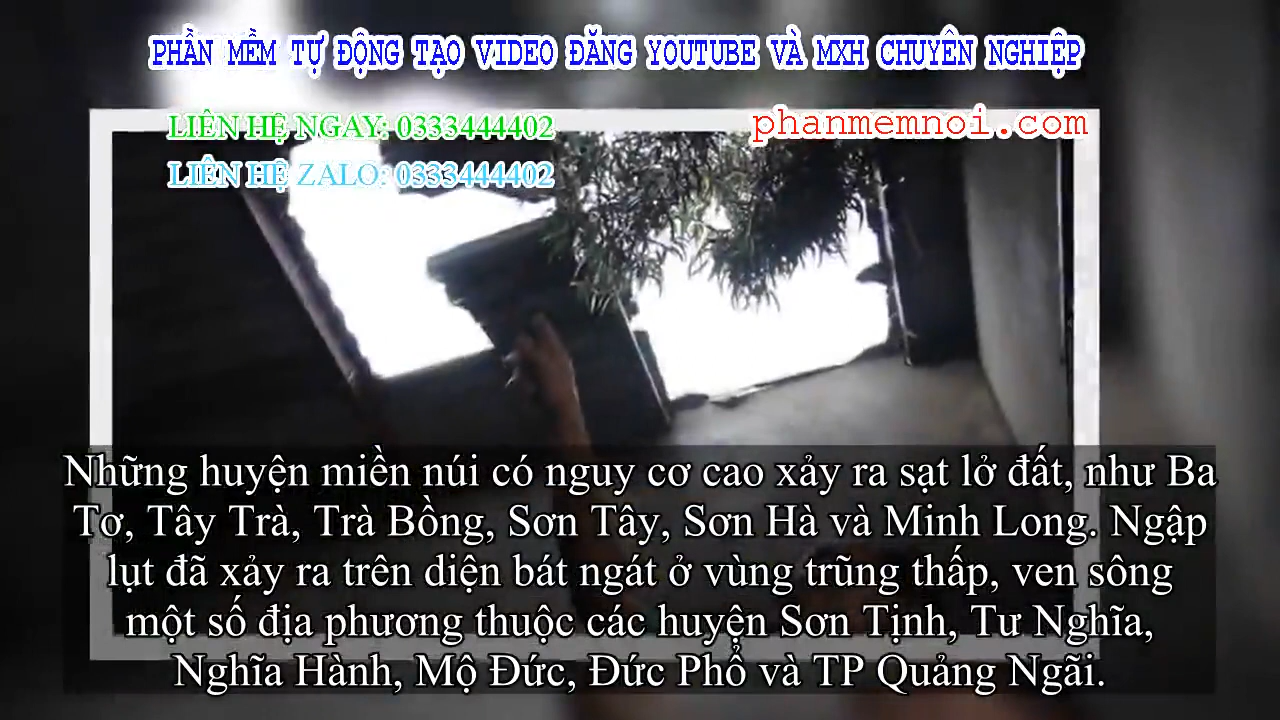 PHẦN MỀM TỰ ĐỘNG TẠO VIDEO ĐĂNG YOUTUBE VÀ MXH CHUYÊN NGHIỆP
LIÊN HỆ NGAY: 0333444402
phanmemnoi.com
LIÊN HỆ ZALO: 0333444402
Những huyện miền núi có nguy cơ cao xảy ra sạt lở đất, như Ba
Tơ, Tây Trà, Trà Bồng, Sơn Tây, Sơn Hà và Minh Long. Ngập
lụt đã xảy ra trên diện bát ngát ở vùng trũng thấp, ven sông
một số địa phương thuộc các huyện Sơn Tịnh, Tư Nghĩa,
Nghĩa Hành, Mộ Đức, Đức Phổ và TP Quảng Ngãi.